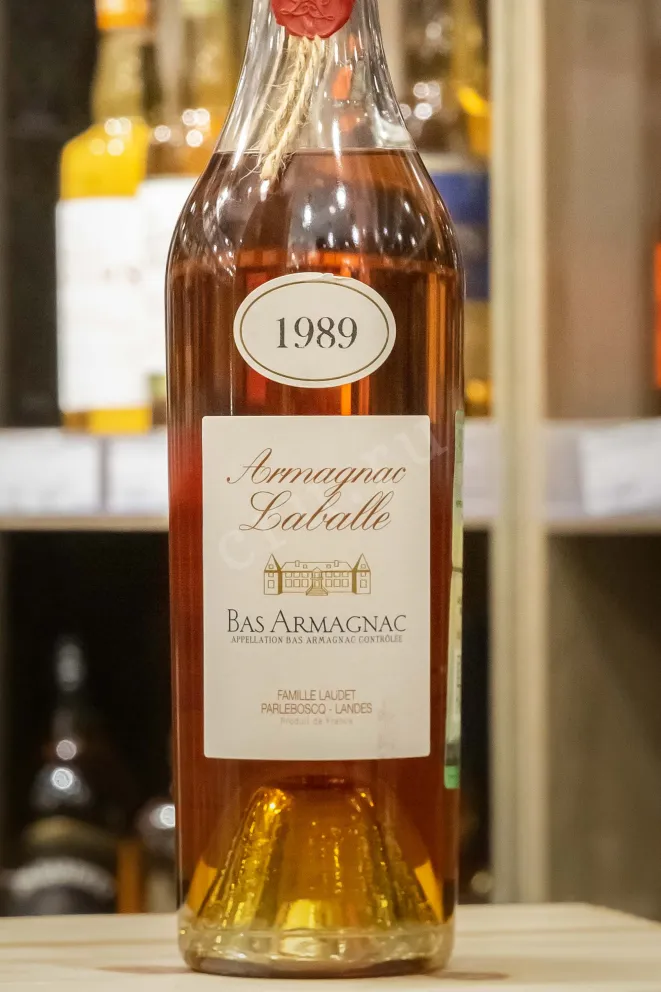 1989
Armagnac
Laballe
BAS ARMAGNAC
APPELLATION BAS ARMAGNAC CONTRÔLÉE
FAMILLE LAUDET
PARLEBOSCQ - LANDES
Produit de France